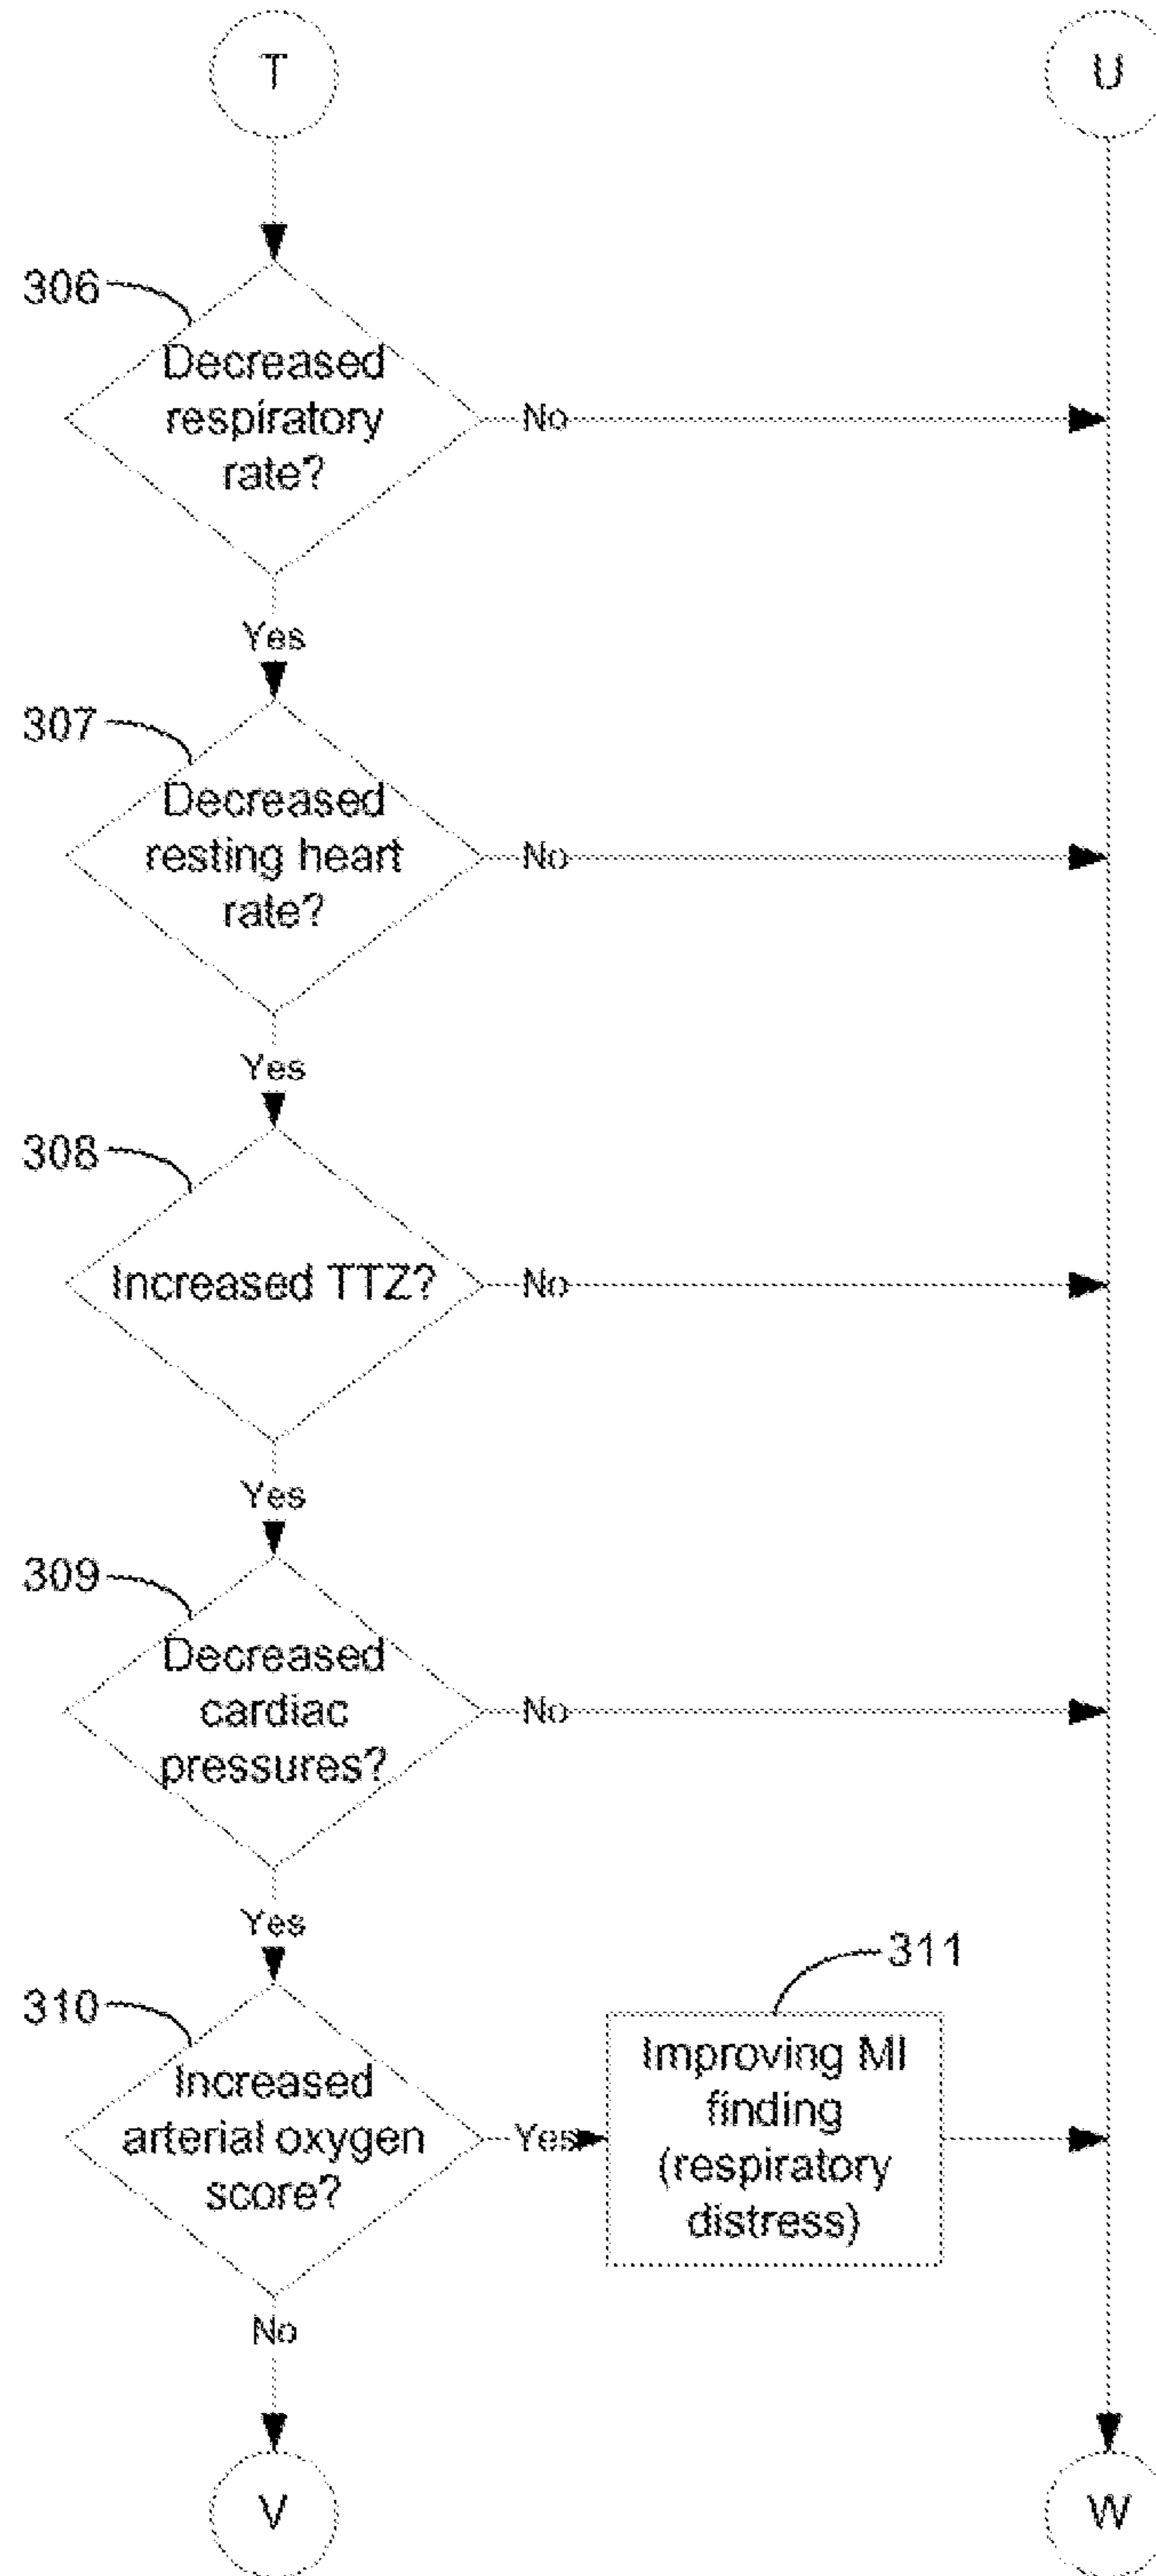 T
U
306
Decreased
respiratory
rate?
No
Yes
307
Decreased
resting heart
rate?
No
Yes
308
Increased TTZ?
No
Yes
309
Decreased
cardiac
pressures?
No
Yes
310
Increased
arterial oxygen
score?
Yes
311
Improving MI
finding
(respiratory
distress)
No
V
W